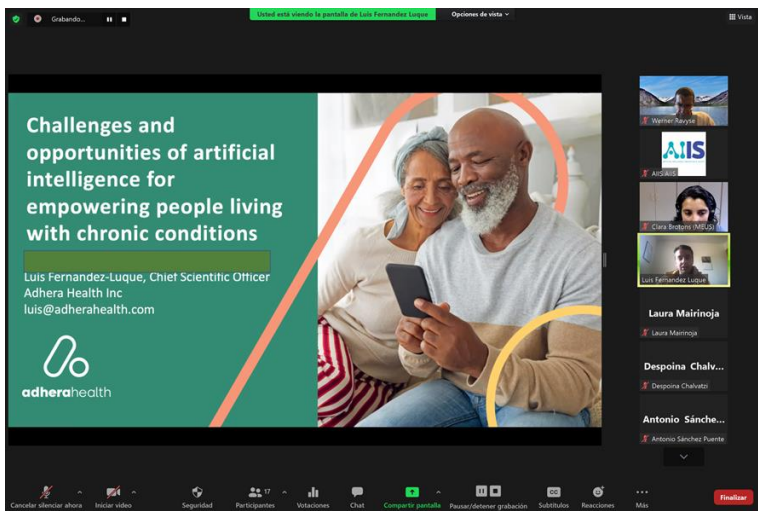 Grabando...
Usted está viendo la pantalla de Luis Fernandez Luque
Opciones de vista
Vista
Challenges and
opportunities of artificial
intelligence for
empowering people living
with chronic conditions
Luis Fernandez-Luque, Chief Scientific Officer
Adhera Health Inc
luis@adherahealth.com
adherahealth
Werner Ravyse
AIIS
AIIS AIIS
Clara Brotons (MEUS)
Luis Fernandez Luque
Laura Mairinoja
Laura Mairinoja
Despoina Chalv...
Despoina Chalvatzi
Antonio Sánche...
Antonio Sánchez Puente
Cancelar silenciar ahora
Iniciar video
Seguridad
17
Participantes
Votaciones
Chat
Compartir pantalla
Pausar/detener grabación
CC
Subtítulos
Reacciones
Más
Finalizar